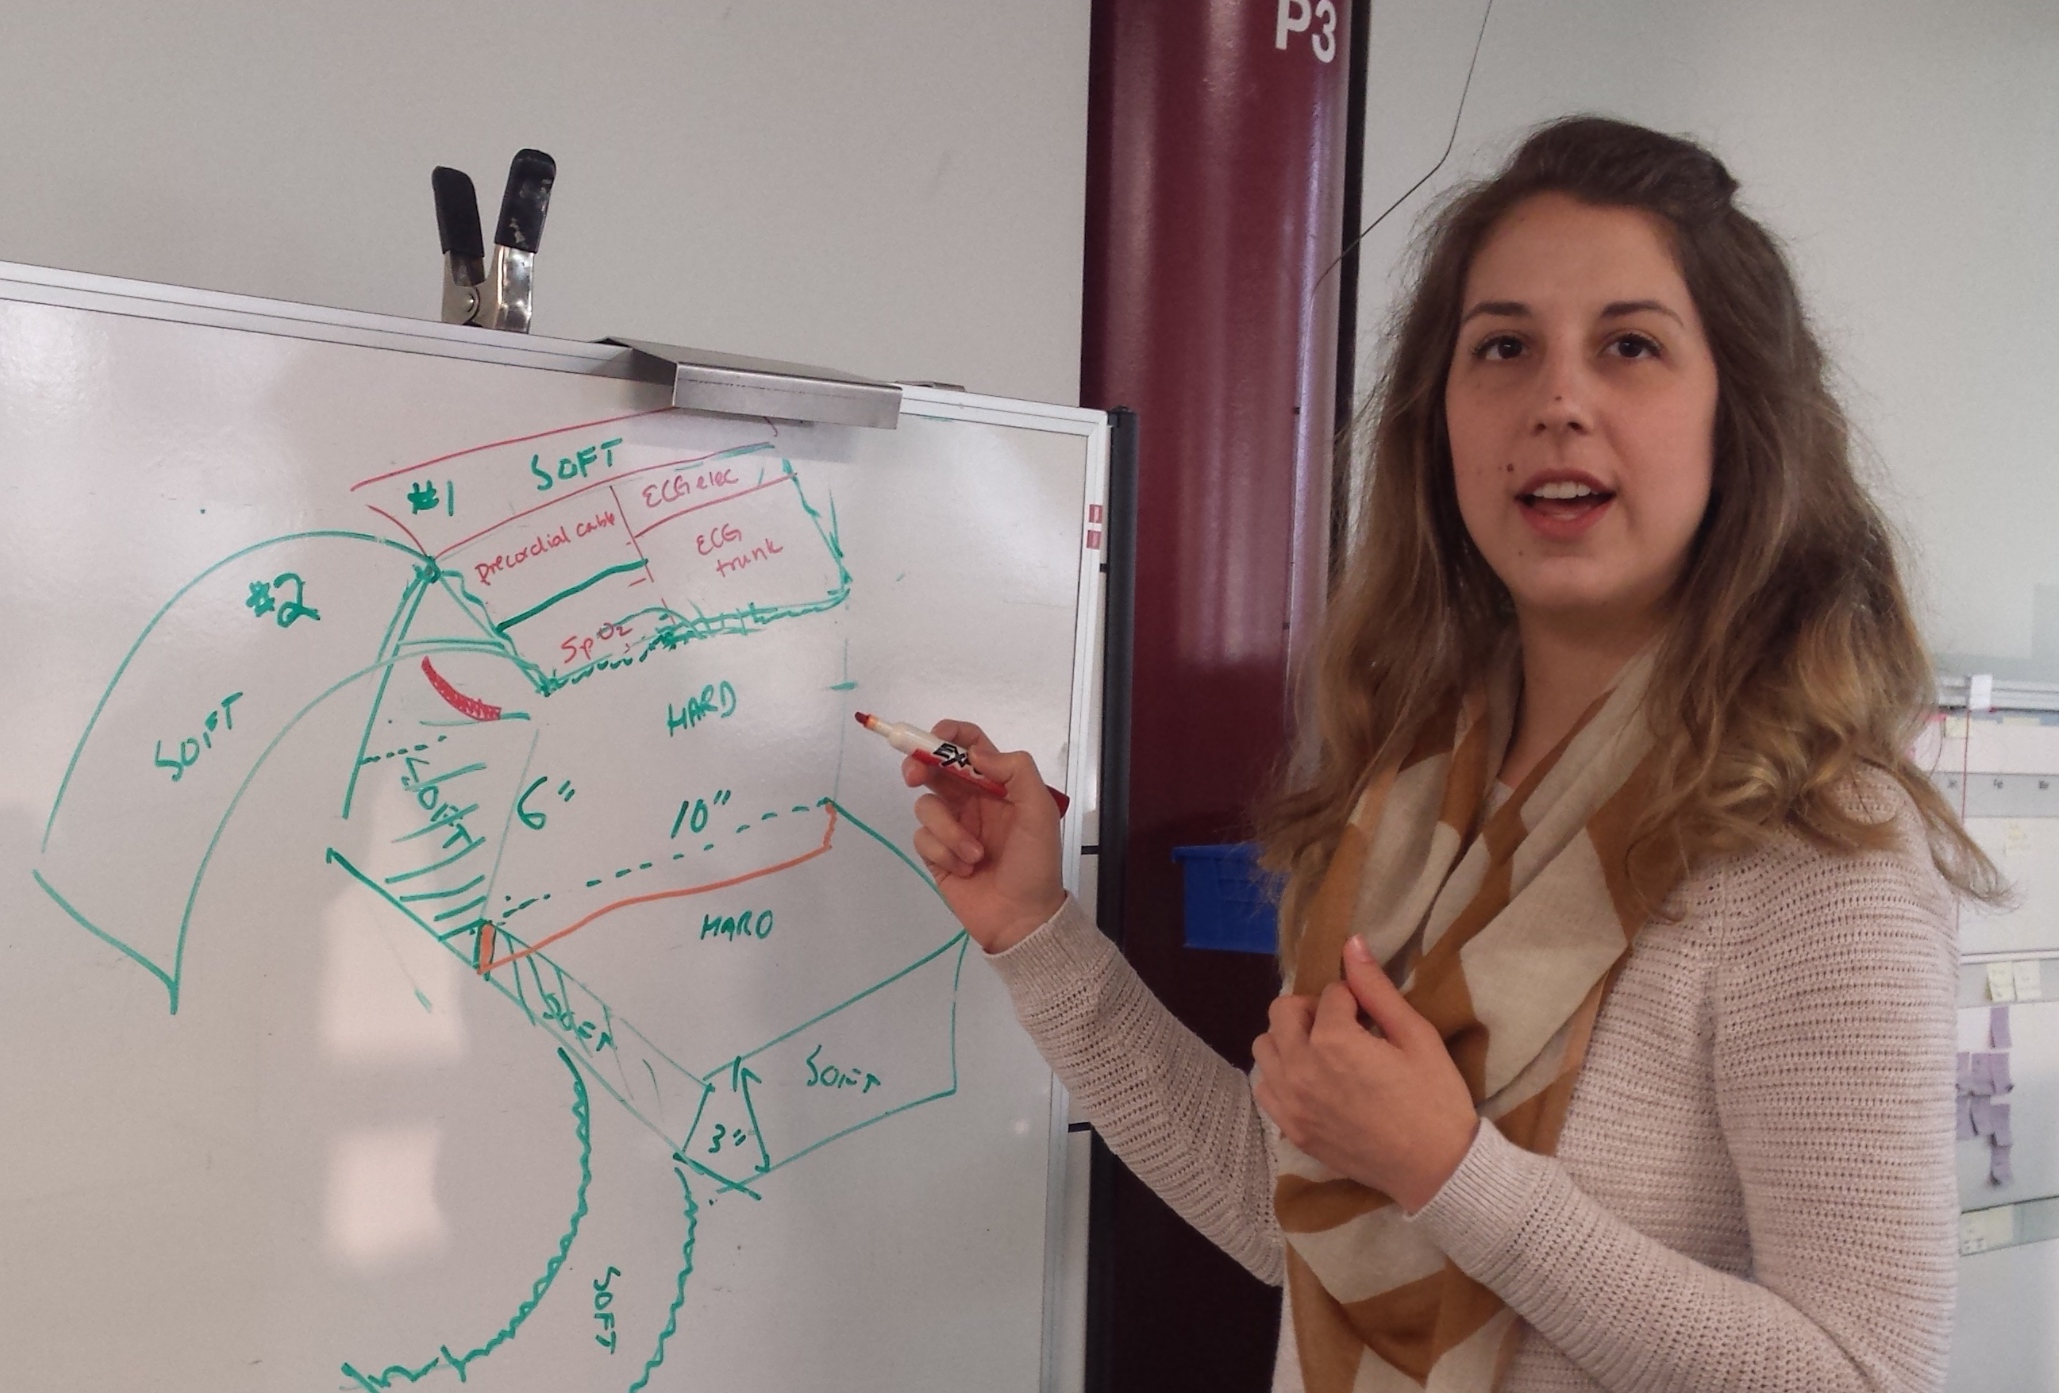 P3
SOFT
#1
ECG elec
Precordial cable
ECG
trunk
#2
SpO2
HARD
SOFT
SOFT
6"
10"
EX
HARD
SOFT
SOFT
3"
SOFT